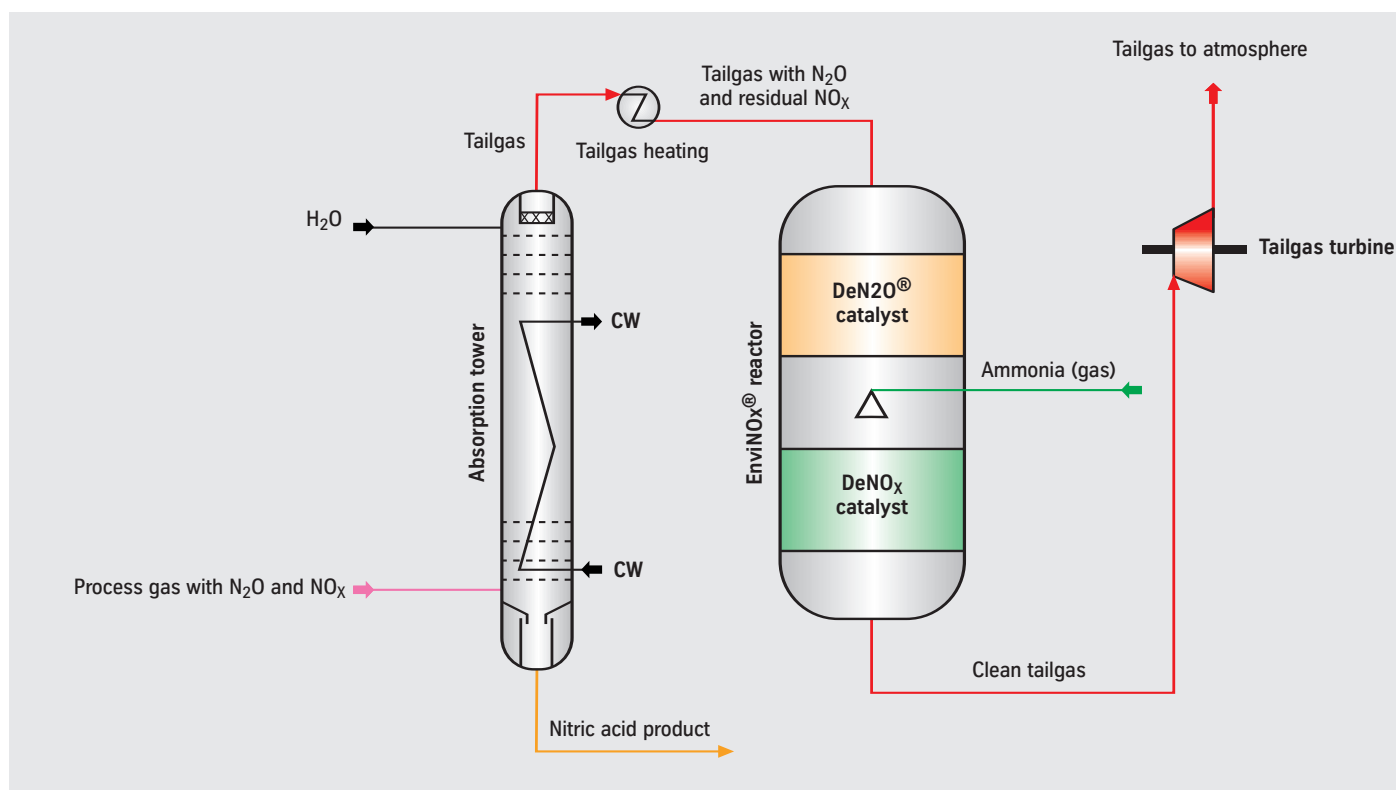 Tailgas to atmosphere
Tailgas with N₂O
and residual NOₓ
Tailgas
Tailgas heating
H₂O
Tailgas turbine
DeN2O®
catalyst
CW
Absorption tower
EnviNOx® reactor
Ammonia (gas)
DeNOₓ
catalyst
CW
Process gas with N₂O and NOₓ
Clean tailgas
Nitric acid product